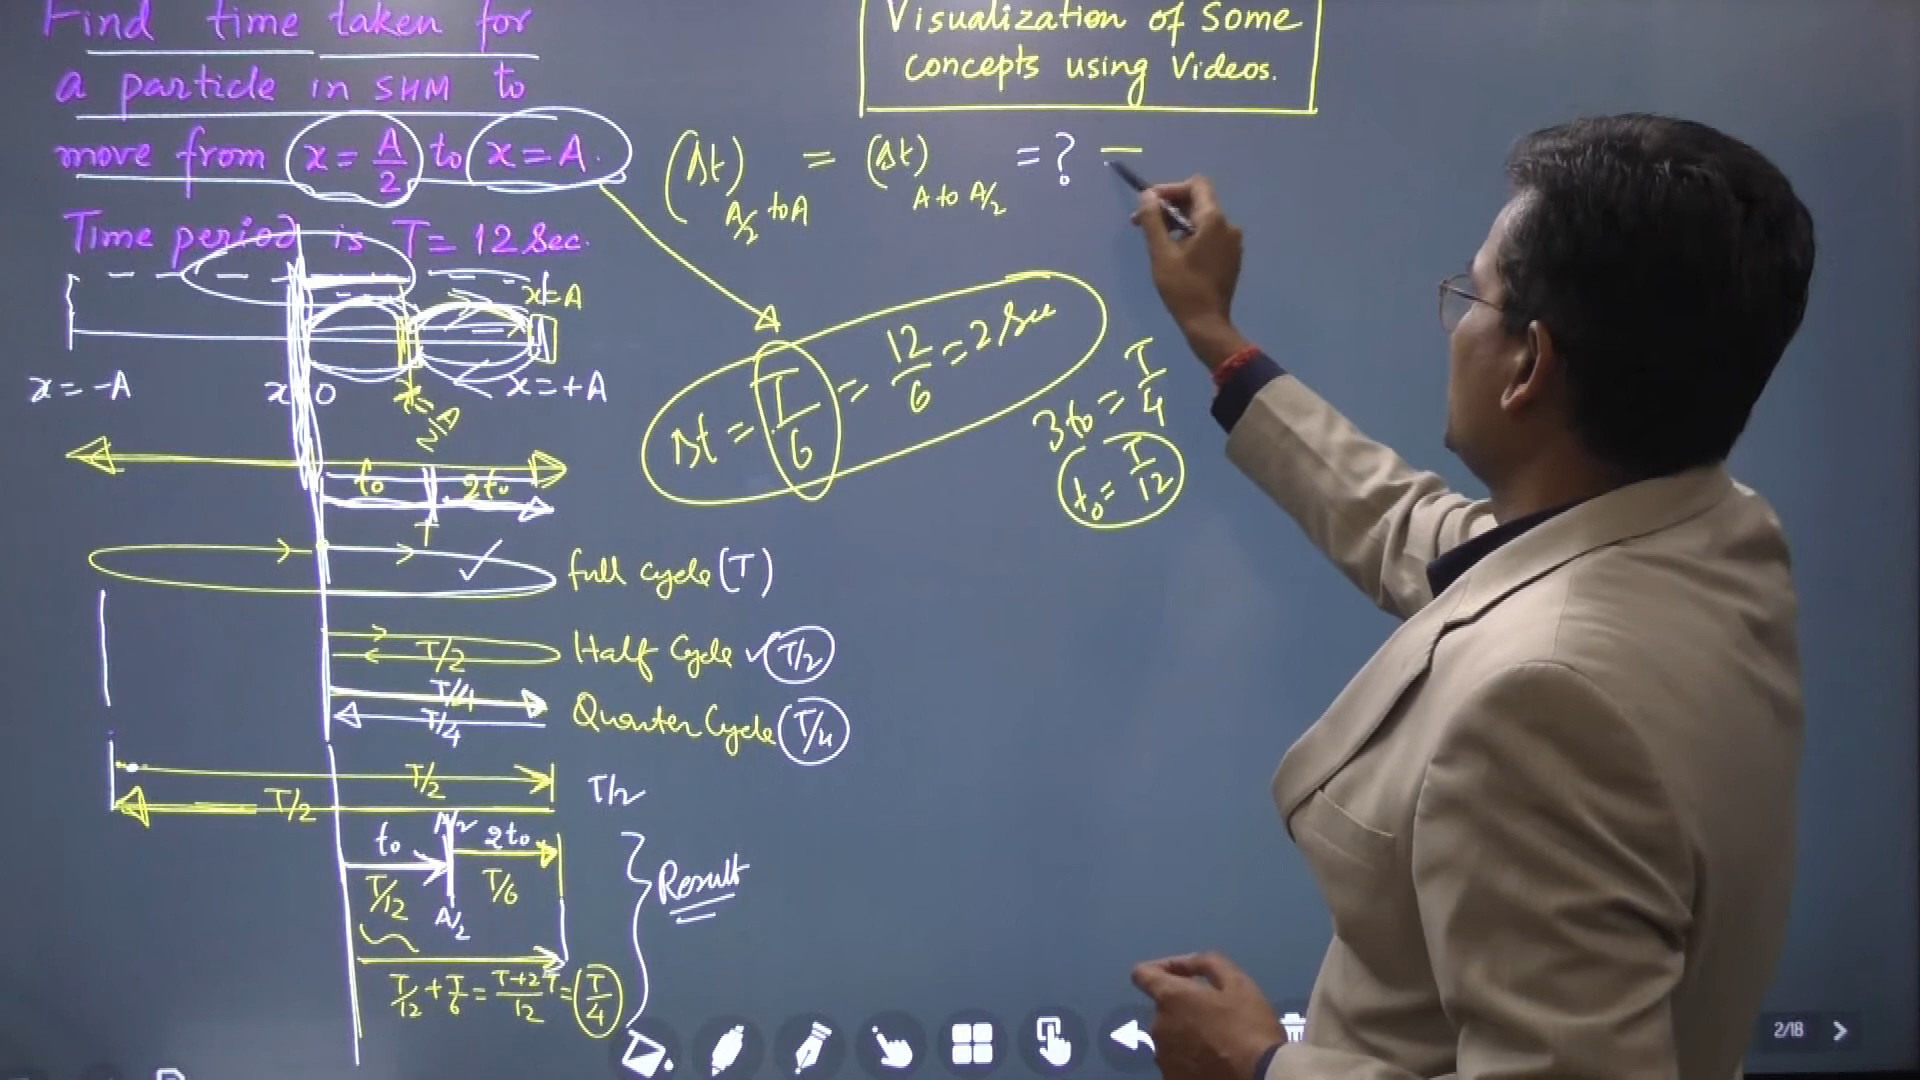 Find time taken for
a particle in SHM to
move from x = A/2 to x = A.
Time period is T = 12 Sec.
Visualization of Some
concepts using Videos.
(Δt) A/2 to A = (Δt) A to A/2 = ?
Δt = T/6 = 12/6 = 2 Sec
3t₀ = T/4
t₀ = T/12
x=A
x = -A
x = 0
x = A/2
x = +A
t₀ 2t₀
T
full cycle (T)
T/2 Half Cycle ✓ T/2
T/4
T/4 Quarter Cycle T/4
T/2
T/2 T/2
t₀ A/2 2t₀
T/12 A/2 T/6
Result
T/12 + T/6 = T+2T/12 = T/4
2/18